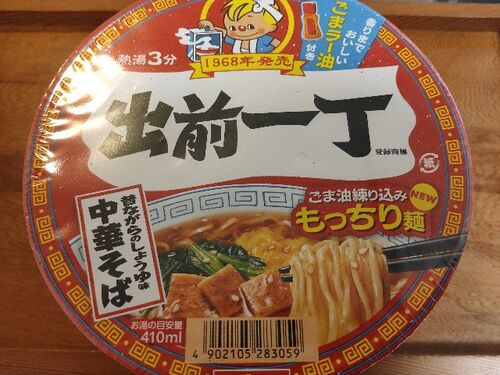 香りまで
おいしい
ごまラー油
付き
熱湯3分
1968年・発売
出前一丁
登録商標
紙
ごま油練り込み
NEW
もっちり麺
昔ながらのしょうゆ味
中華そば
お湯の目安量
410ml
4 902105 283059